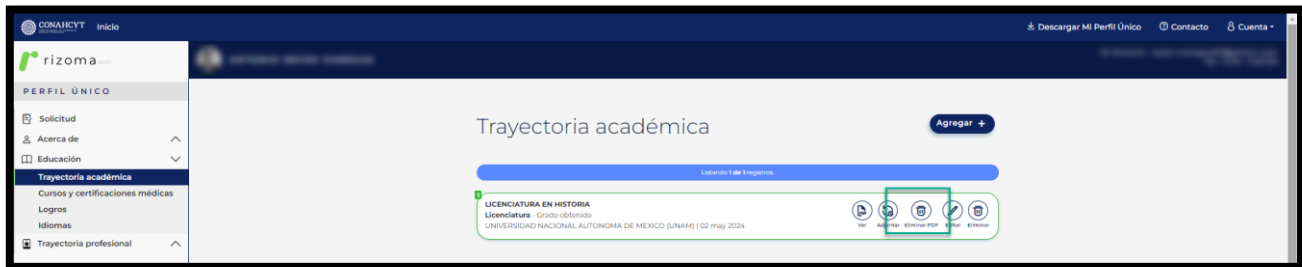 CONAHCYT Inicio Descargar Mi Perfil Único Contacto Cuenta
rizoma
PERFIL ÚNICO
Solicitud
Acerca de
Educación
Trayectoria académica
Cursos y certificaciones médicas
Logros
Idiomas
Trayectoria profesional
Trayectoria académica
Agregar +
Listando 1 de 1 registros.
1
LICENCIATURA EN HISTORIA
Licenciatura - Grado obtenido
UNIVERSIDAD NACIONAL AUTONOMA DE MEXICO (UNAM) | 02 may 2024
Ver Adjuntar Eliminar PDF Editar Eliminar